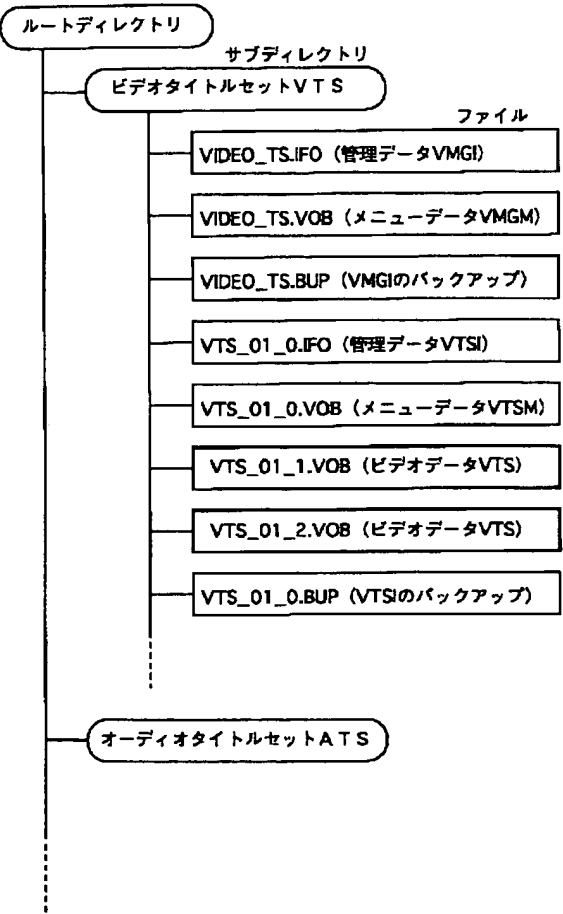 ルートディレクトリ
サブディレクトリ
ビデオタイトルセットＶＴＳ
ファイル
VIDEO_TS.IFO（管理データVMGI）
VIDEO_TS.VOB（メニューデータVMGM）
VIDEO_TS.BUP（VMGIのバックアップ）
VTS_01_0.IFO（管理データVTSI）
VTS_01_0.VOB（メニューデータVTSM）
VTS_01_1.VOB（ビデオデータVTS）
VTS_01_2.VOB（ビデオデータVTS）
VTS_01_0.BUP（VTSIのバックアップ）
オーディオタイトルセットＡＴＳ